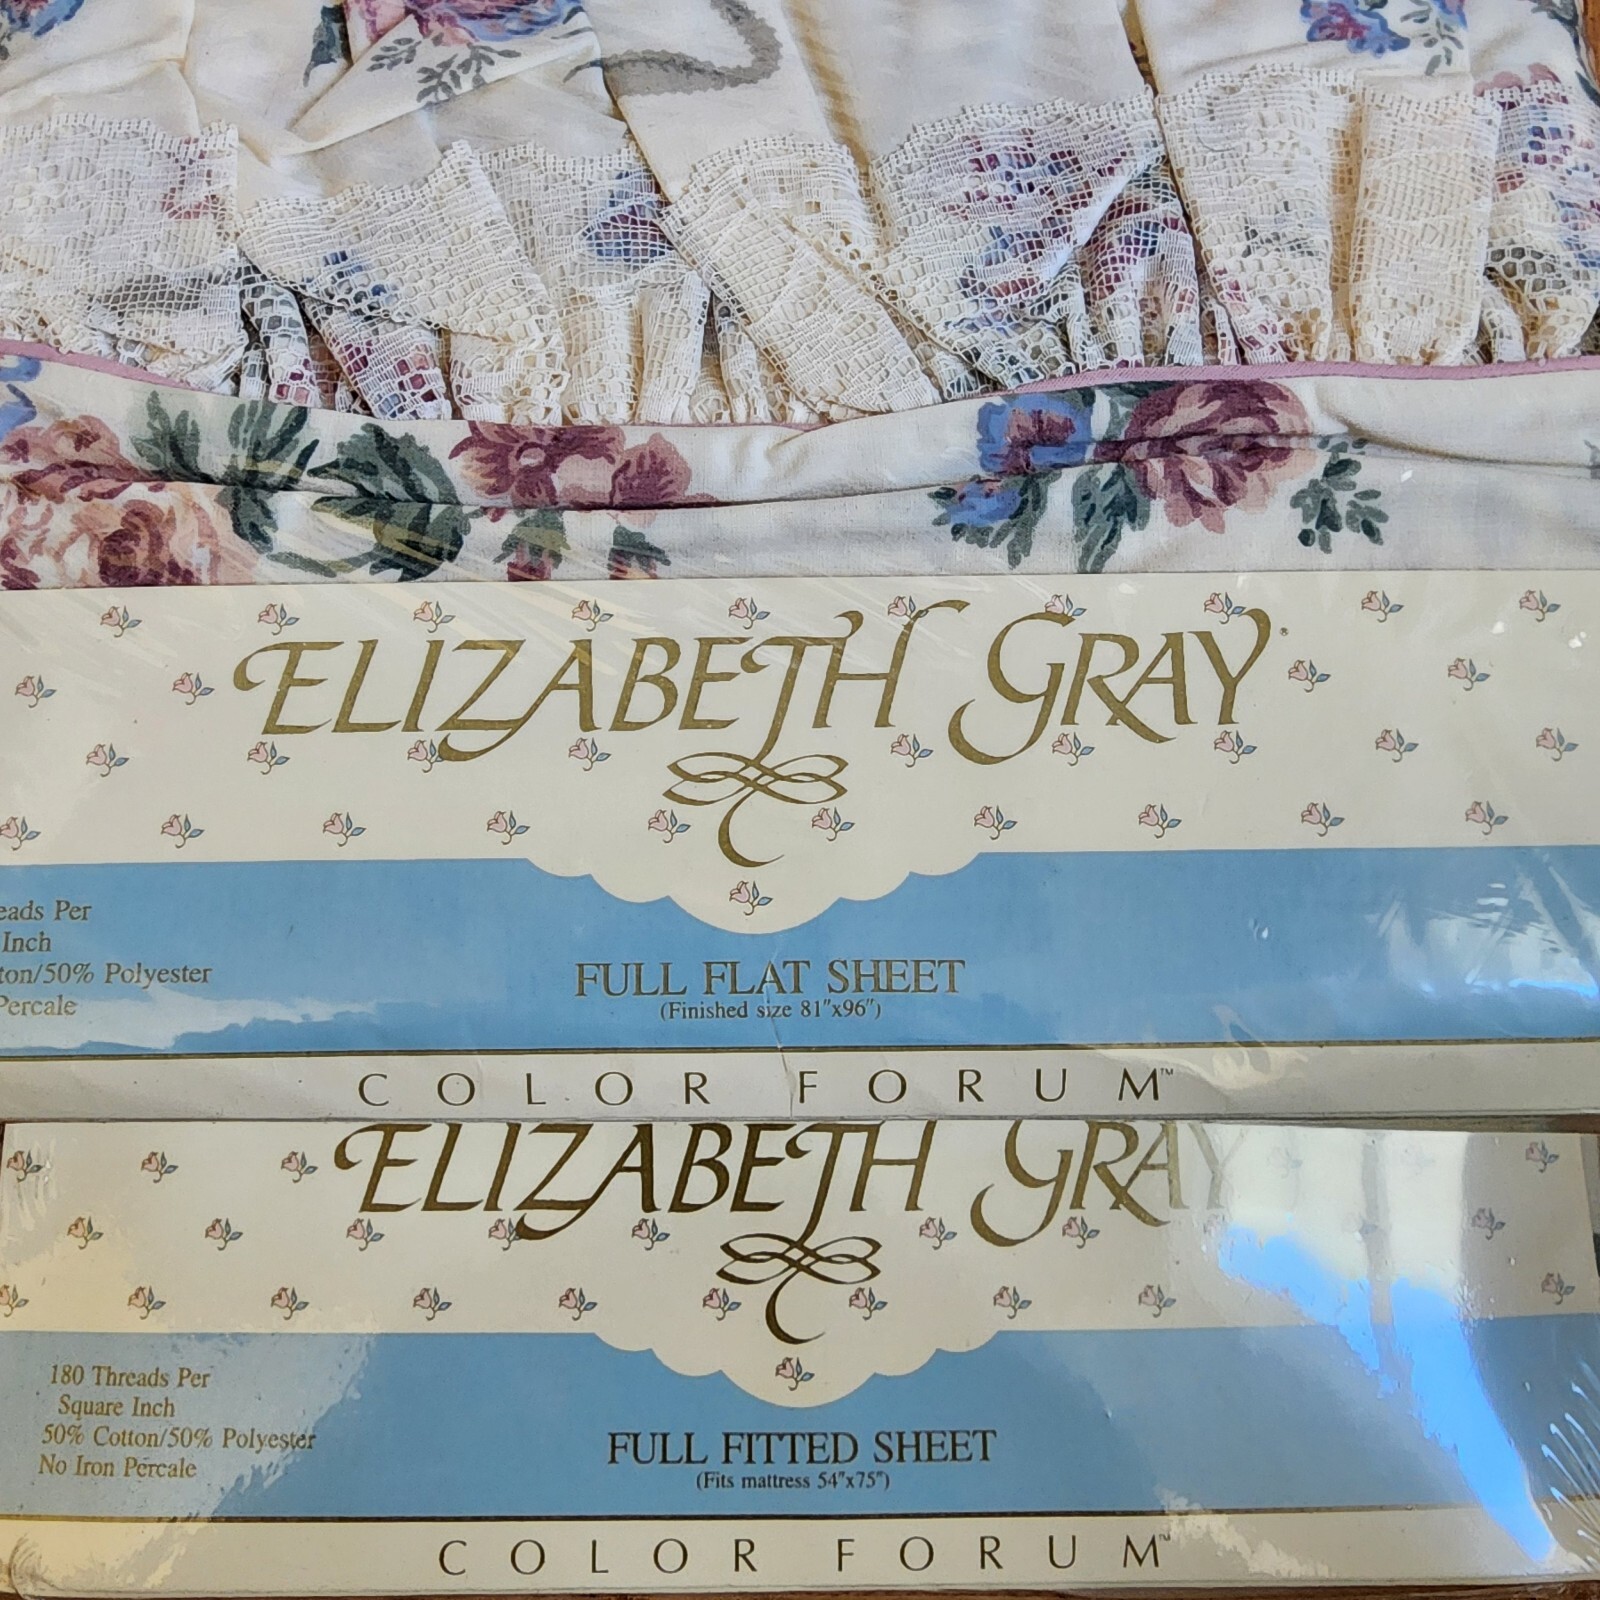 ELIZABETH GRAY®
eads Per
Inch
ton/50% Polyester
Percale
FULL FLAT SHEET
(Finished size 81"x96")
COLOR FORUM™
ELIZABETH GRAY
180 Threads Per
Square Inch
50% Cotton/50% Polyester
No Iron Percale
FULL FITTED SHEET
(Fits mattress 54"x75")
COLOR FORUM™